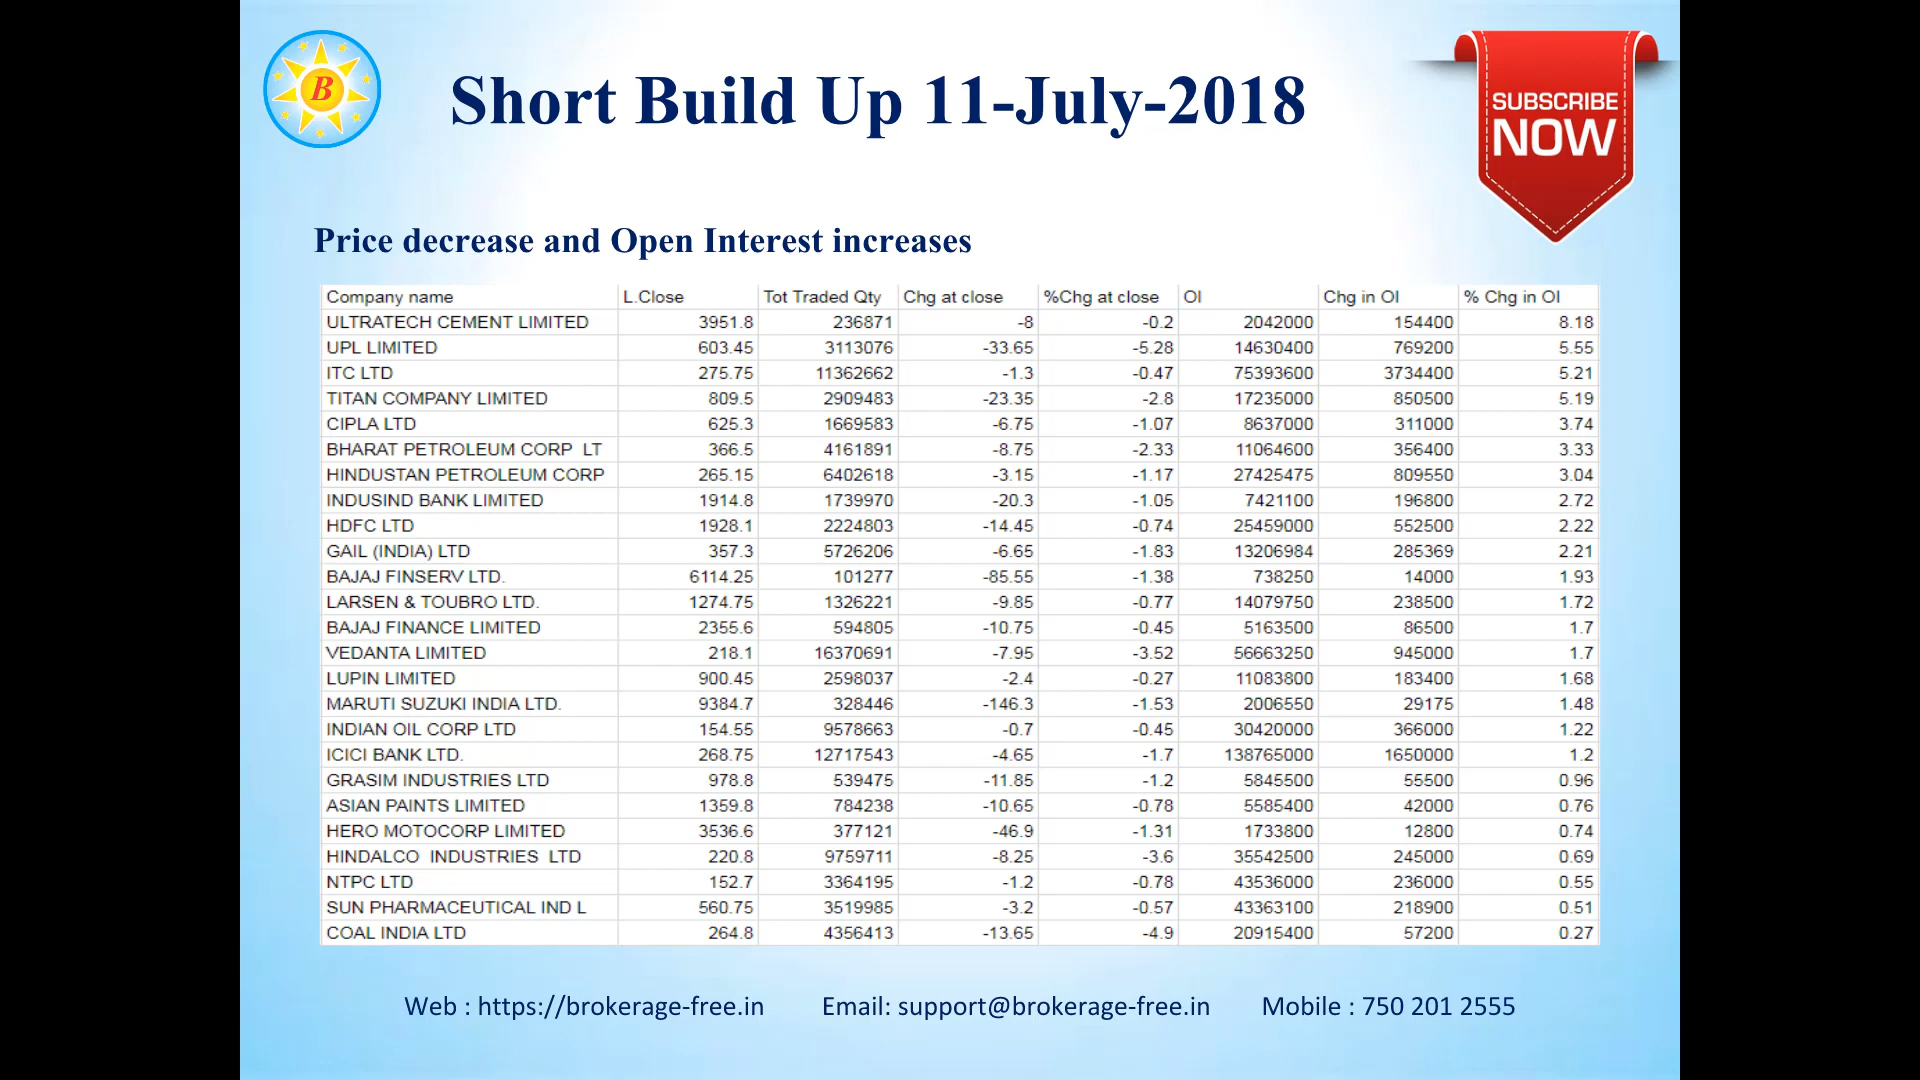 B
Short Build Up 11-July-2018
SUBSCRIBE
NOW
Price decrease and Open Interest increases
Company name L.Close Tot Traded Qty Chg at close %Chg at close OI Chg in OI % Chg in OI
ULTRATECH CEMENT LIMITED 3951.8 236871 -8 -0.2 2042000 154400 8.18
UPL LIMITED 603.45 3113076 -33.65 -5.28 14630400 769200 5.55
ITC LTD 275.75 11362662 -1.3 -0.47 75393600 3734400 5.21
TITAN COMPANY LIMITED 809.5 2909483 -23.35 -2.8 17235000 850500 5.19
CIPLA LTD 625.3 1669583 -6.75 -1.07 8637000 311000 3.74
BHARAT PETROLEUM CORP LT 366.5 4161891 -8.75 -2.33 11064600 356400 3.33
HINDUSTAN PETROLEUM CORP 265.15 6402618 -3.15 -1.17 27425475 809550 3.04
INDUSIND BANK LIMITED 1914.8 1739970 -20.3 -1.05 7421100 196800 2.72
HDFC LTD 1928.1 2224803 -14.45 -0.74 25459000 552500 2.22
GAIL (INDIA) LTD 357.3 5726206 -6.65 -1.83 13206984 285369 2.21
BAJAJ FINSERV LTD. 6114.25 101277 -85.55 -1.38 738250 14000 1.93
LARSEN & TOUBRO LTD. 1274.75 1326221 -9.85 -0.77 14079750 238500 1.72
BAJAJ FINANCE LIMITED 2355.6 594805 -10.75 -0.45 5163500 86500 1.7
VEDANTA LIMITED 218.1 16370691 -7.95 -3.52 56663250 945000 1.7
LUPIN LIMITED 900.45 2598037 -2.4 -0.27 11083800 183400 1.68
MARUTI SUZUKI INDIA LTD. 9384.7 328446 -146.3 -1.53 2006550 29175 1.48
INDIAN OIL CORP LTD 154.55 9578663 -0.7 -0.45 30420000 366000 1.22
ICICI BANK LTD. 268.75 12717543 -4.65 -1.7 138765000 1650000 1.2
GRASIM INDUSTRIES LTD 978.8 539475 -11.85 -1.2 5845500 55500 0.96
ASIAN PAINTS LIMITED 1359.8 784238 -10.65 -0.78 5585400 42000 0.76
HERO MOTOCORP LIMITED 3536.6 377121 -46.9 -1.31 1733800 12800 0.74
HINDALCO INDUSTRIES LTD 220.8 9759711 -8.25 -3.6 35542500 245000 0.69
NTPC LTD 152.7 3364195 -1.2 -0.78 43536000 236000 0.55
SUN PHARMACEUTICAL IND L 560.75 3519985 -3.2 -0.57 43363100 218900 0.51
COAL INDIA LTD 264.8 4356413 -13.65 -4.9 20915400 57200 0.27
Web : https://brokerage-free.in Email: support@brokerage-free.in Mobile : 750 201 2555